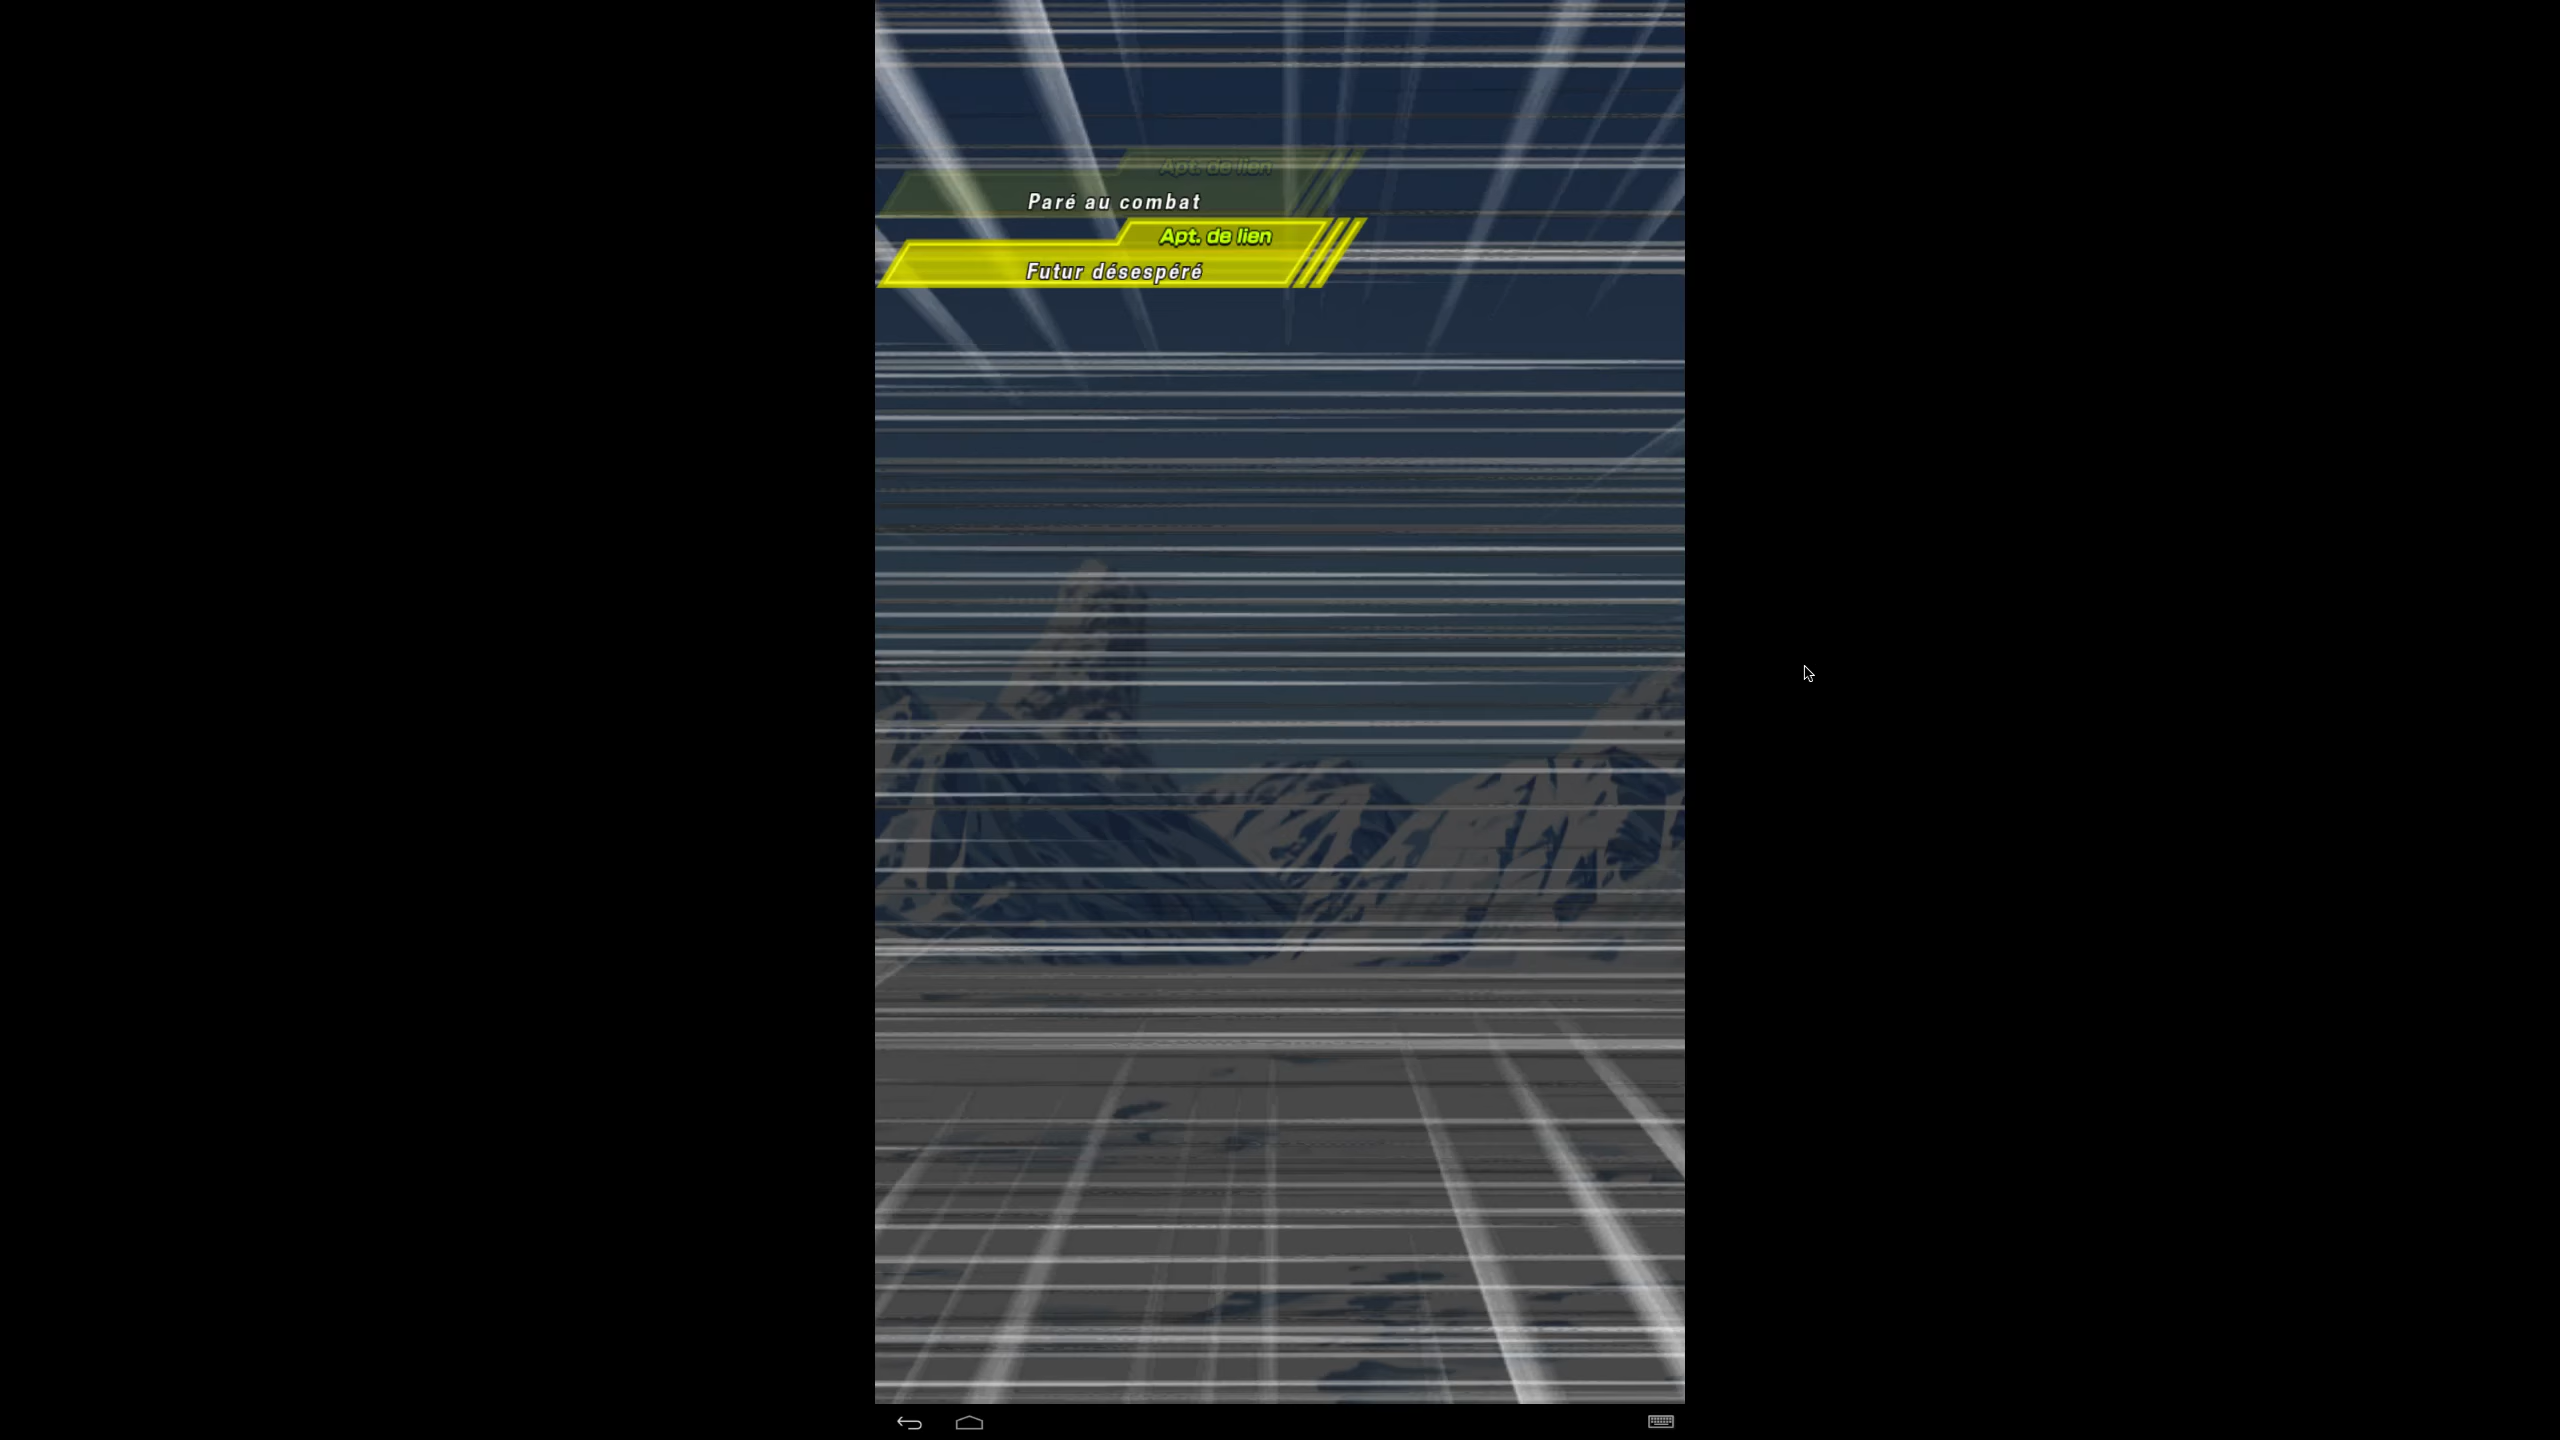 Apt. de lien
Paré au combat
Apt. de lien
Futur désespéré